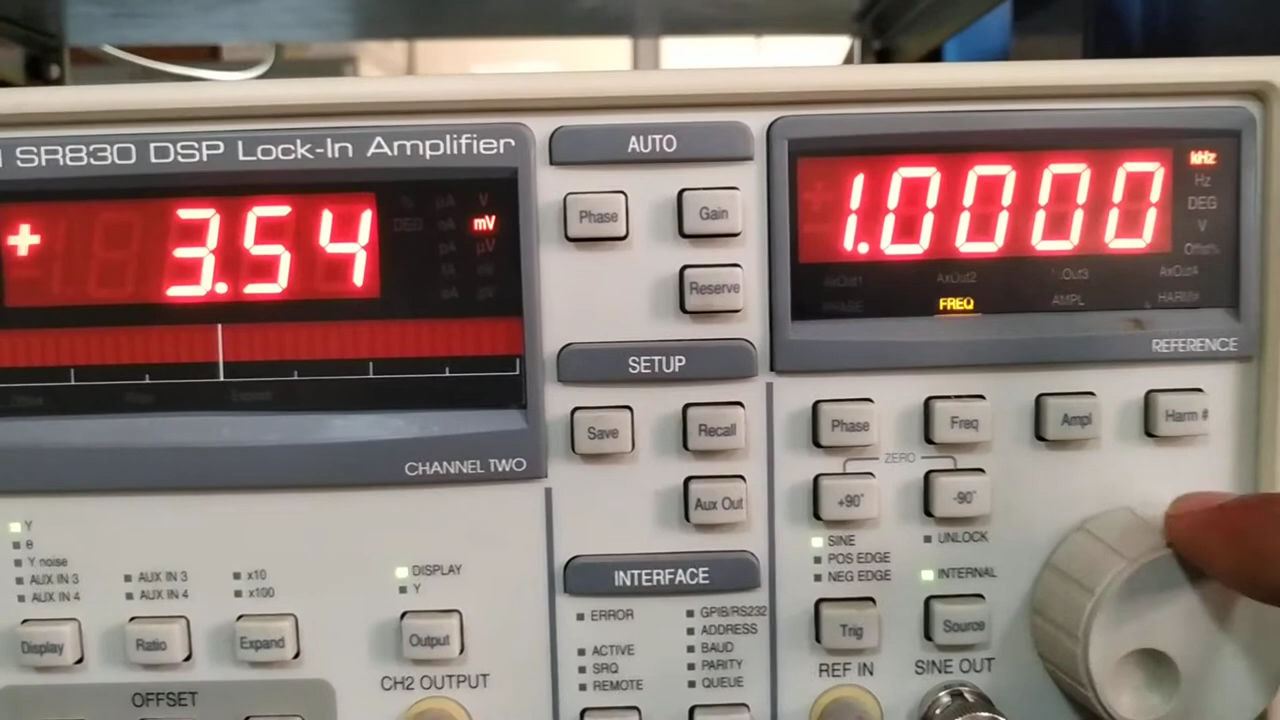 SR830 DSP Lock-In Amplifier
+ 3.54
mV
CHANNEL TWO
Y
θ
Y noise
AUX IN 3
AUX IN 4
Display
AUX IN 3
AUX IN 4
Ratio
x10
x100
Expand
DISPLAY
Y
Output
CH2 OUTPUT
OFFSET
AUTO
Phase
Gain
Reserve
SETUP
Save
Recall
Aux Out
INTERFACE
ERROR
ACTIVE
SRQ
REMOTE
GPIB/RS232
ADDRESS
BAUD
PARITY
QUEUE
1.0000
kHz
Hz
DEG
V
Offset%
AxOut1
AxOut2
AxOut4
PHASE
FREQ
AMPL
HARM#
REFERENCE
Phase
Freq
Ampl
Harm #
ZERO
+90°
-90°
SINE
POS EDGE
NEG EDGE
UNLOCK
INTERNAL
Trig
Source
REF IN
SINE OUT